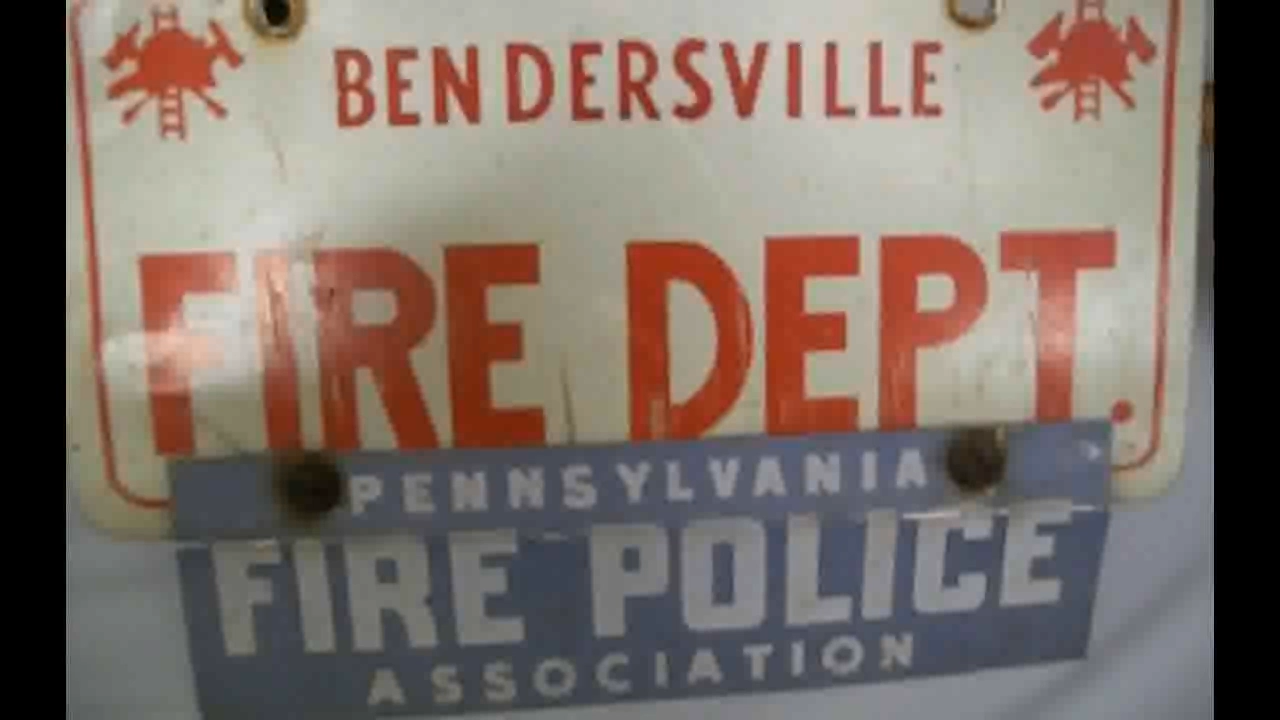 BENDERSVILLE
FIRE DEPT.
PENNSYLVANIA
FIRE POLICE
ASSOCIATION